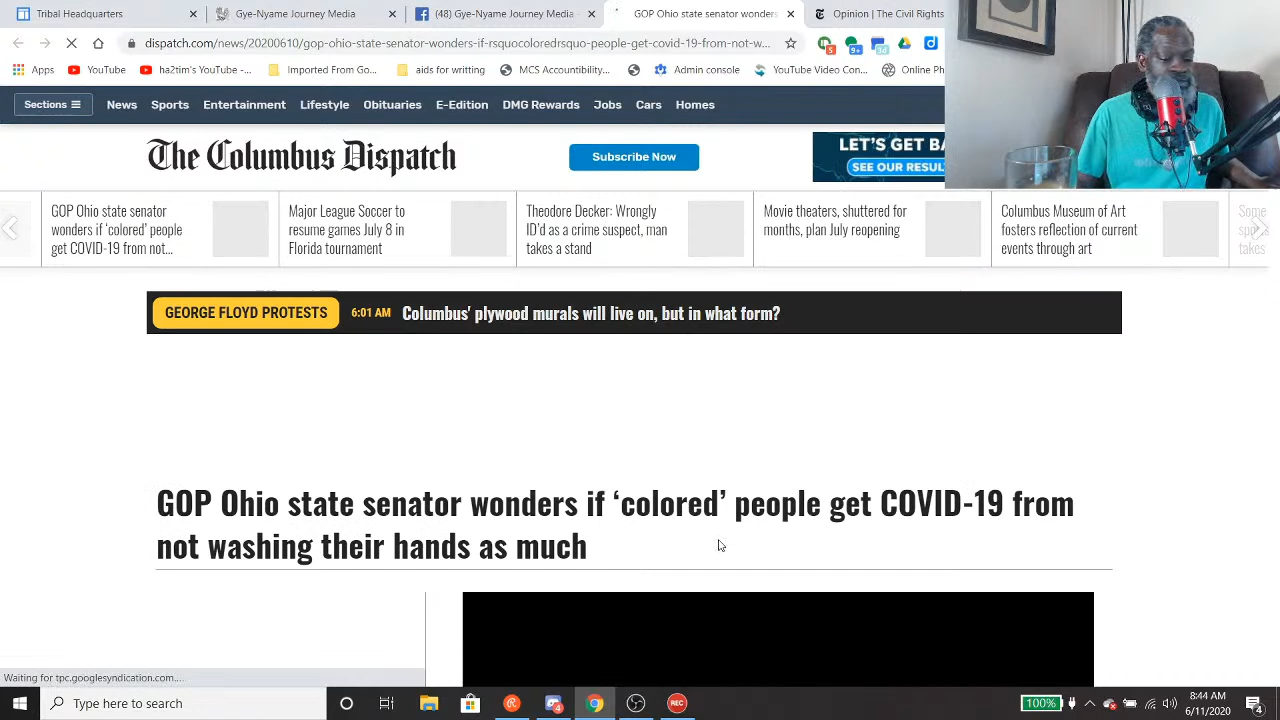 Tribal Headquarters
Gye-Nyame Journey Media
(48) Gye-Nyame Journey Media -
GOP Ohio state senator wonders
Opinion | The Civil Rights
dispatch.com/news/20200610/gop-ohio-state-senator-wonders-if-rsquocoloredrsquo-people-get-covid-19-from-not-w...
5
9+
3d
Apps
YouTube
ha2tim's YouTube -...
Imported From Go...
aids for writing
MCS Accountibility...
Admin console
YouTube Video Con...
Online Ph
Sections
News
Sports
Entertainment
Lifestyle
Obituaries
E-Edition
DMG Rewards
Jobs
Cars
Homes
The Columbus Dispatch
Subscribe Now
LET'S GET BA
SEE OUR RESUL
GOP Ohio state senator
wonders if 'colored' people
get COVID-19 from not...
Major League Soccer to
resume games July 8 in
Florida tournament
Theodore Decker: Wrongly
ID'd as a crime suspect, man
takes a stand
Movie theaters, shuttered for
months, plan July reopening
Columbus Museum of Art
fosters reflection of current
events through art
Some
takes
GEORGE FLOYD PROTESTS
6:01 AM
Columbus' plywood murals will live on, but in what form?
GOP Ohio state senator wonders if ‘colored’ people get COVID-19 from
not washing their hands as much
Waiting for tpc.googlesyndication.com....
Type here to search
REC
100%
8:44 AM
6/11/2020
4